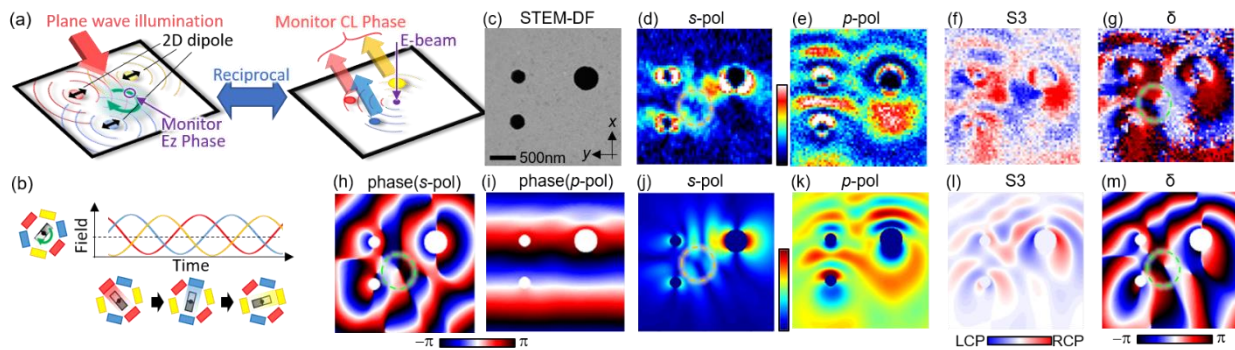 (a)
Plane wave illumination
2D dipole
Reciprocal
Monitor
Ez Phase
Monitor CL Phase
E-beam
(b)
Field
Time
(c)
STEM-DF
x
y
500nm
(d)
s-pol
(e)
p-pol
(f)
S3
(g)
δ
(h)
phase(s-pol)
−π
π
(i)
phase(p-pol)
(j)
s-pol
(k)
p-pol
(l)
S3
LCP
RCP
(m)
δ
−π
π